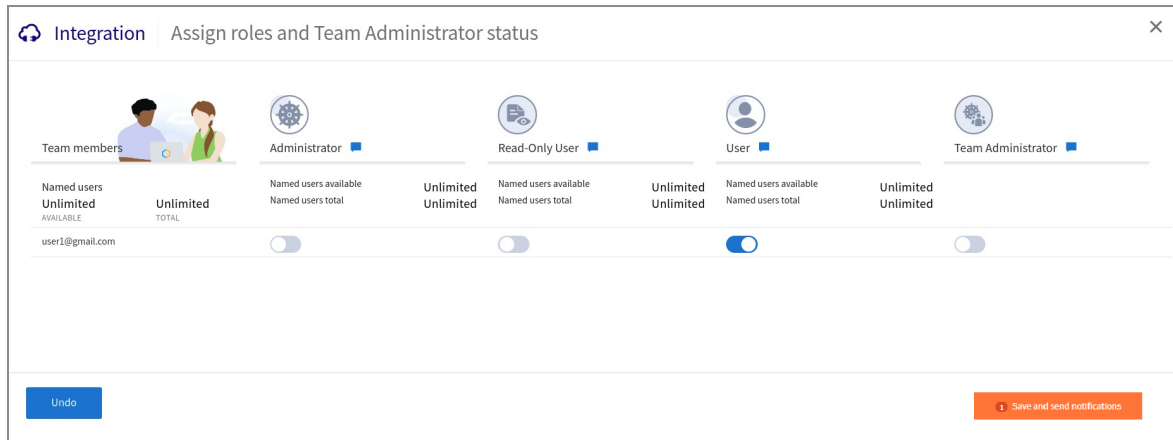 Integration Assign roles and Team Administrator status
Team members Administrator Read-Only User User Team Administrator
Named users
Unlimited Unlimited
AVAILABLE TOTAL
Named users available Unlimited
Named users total Unlimited
Named users available Unlimited
Named users total Unlimited
Named users available Unlimited
Named users total Unlimited
user1@gmail.com
Undo
1 Save and send notifications